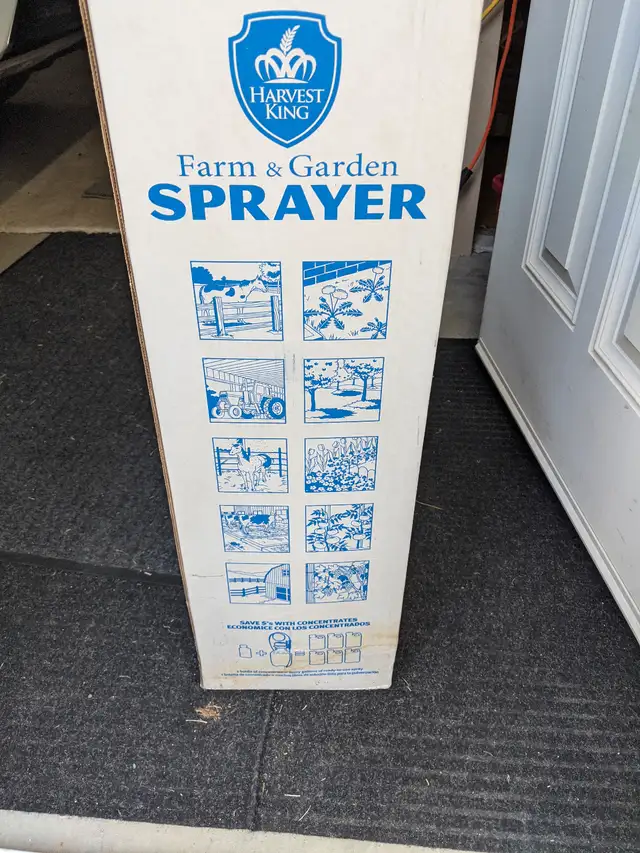 HARVEST
KING
Farm & Garden
SPRAYER
SAVE $'s WITH CONCENTRATES
ECONOMICE CON LOS CONCENTRADOS